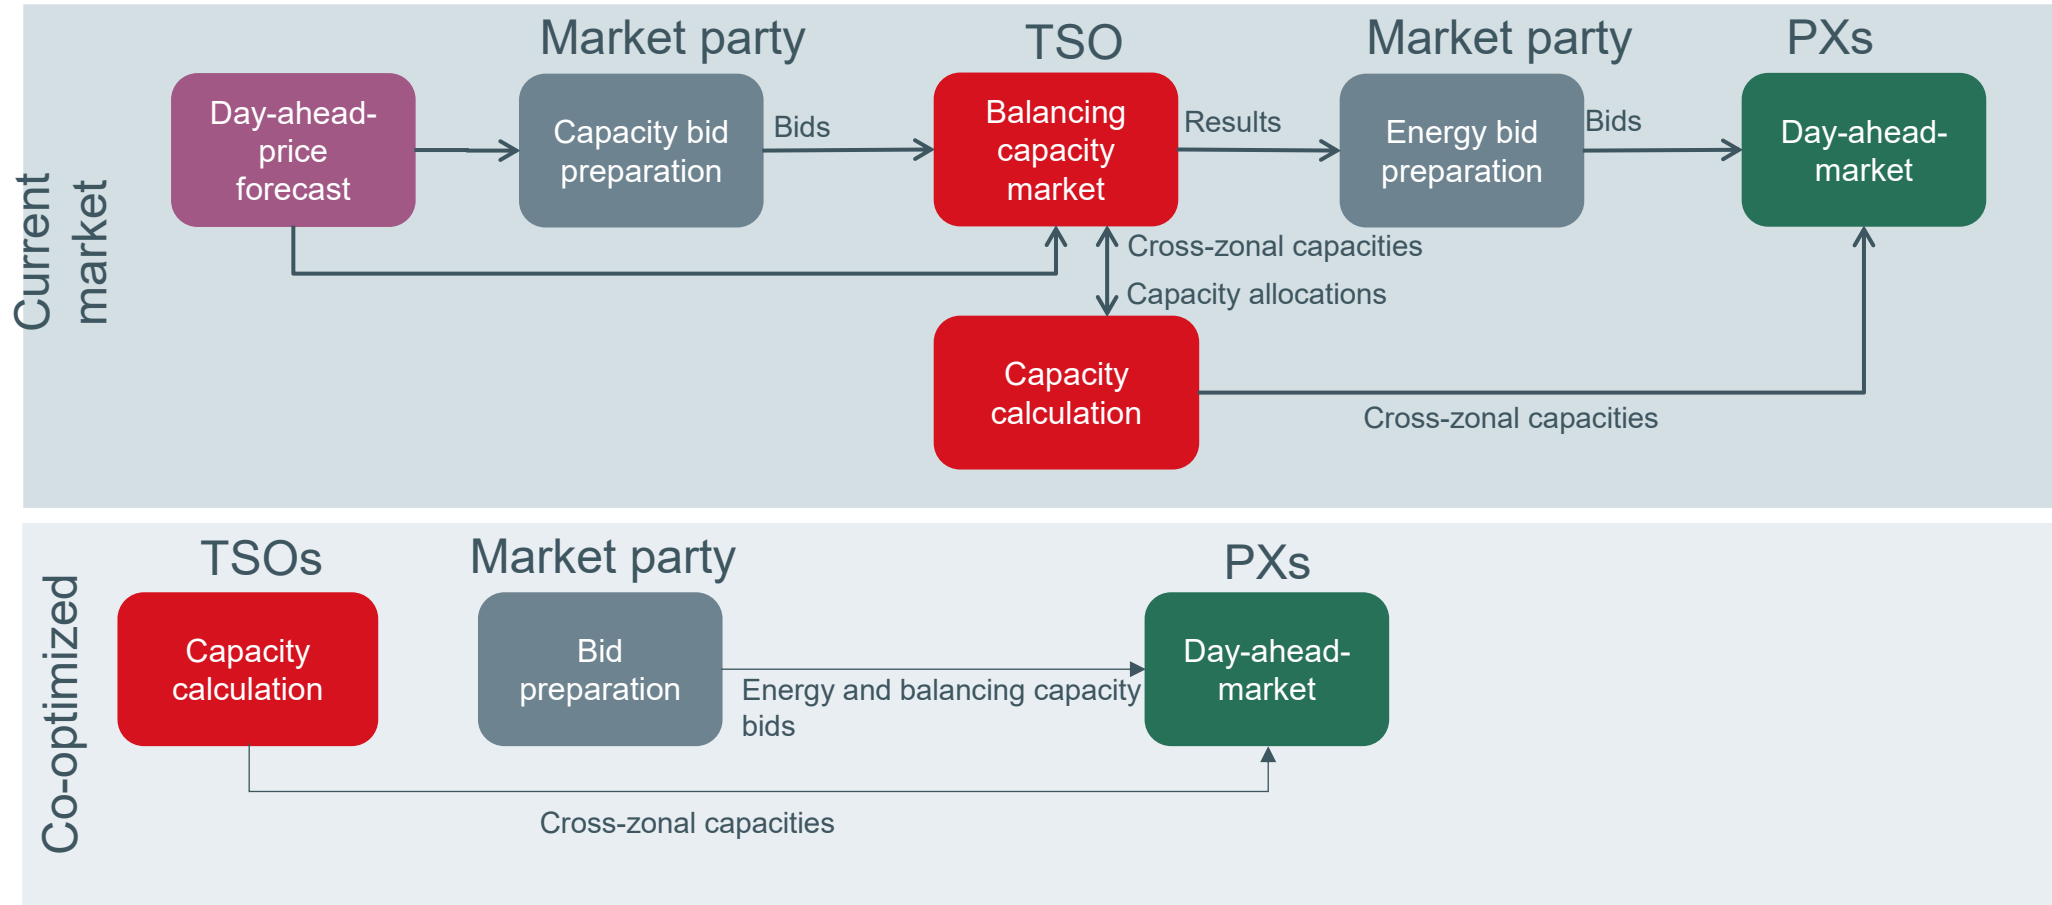 Current
market
Market party
TSO
Market party
PXs
Day-ahead-
price
forecast
Capacity bid
preparation
Bids
Balancing
capacity
market
Results
Energy bid
preparation
Bids
Day-ahead-
market
Cross-zonal capacities
Capacity allocations
Capacity
calculation
Cross-zonal capacities
Co-optimized
TSOs
Market party
PXs
Capacity
calculation
Bid
preparation
Energy and balancing capacity
bids
Day-ahead-
market
Cross-zonal capacities